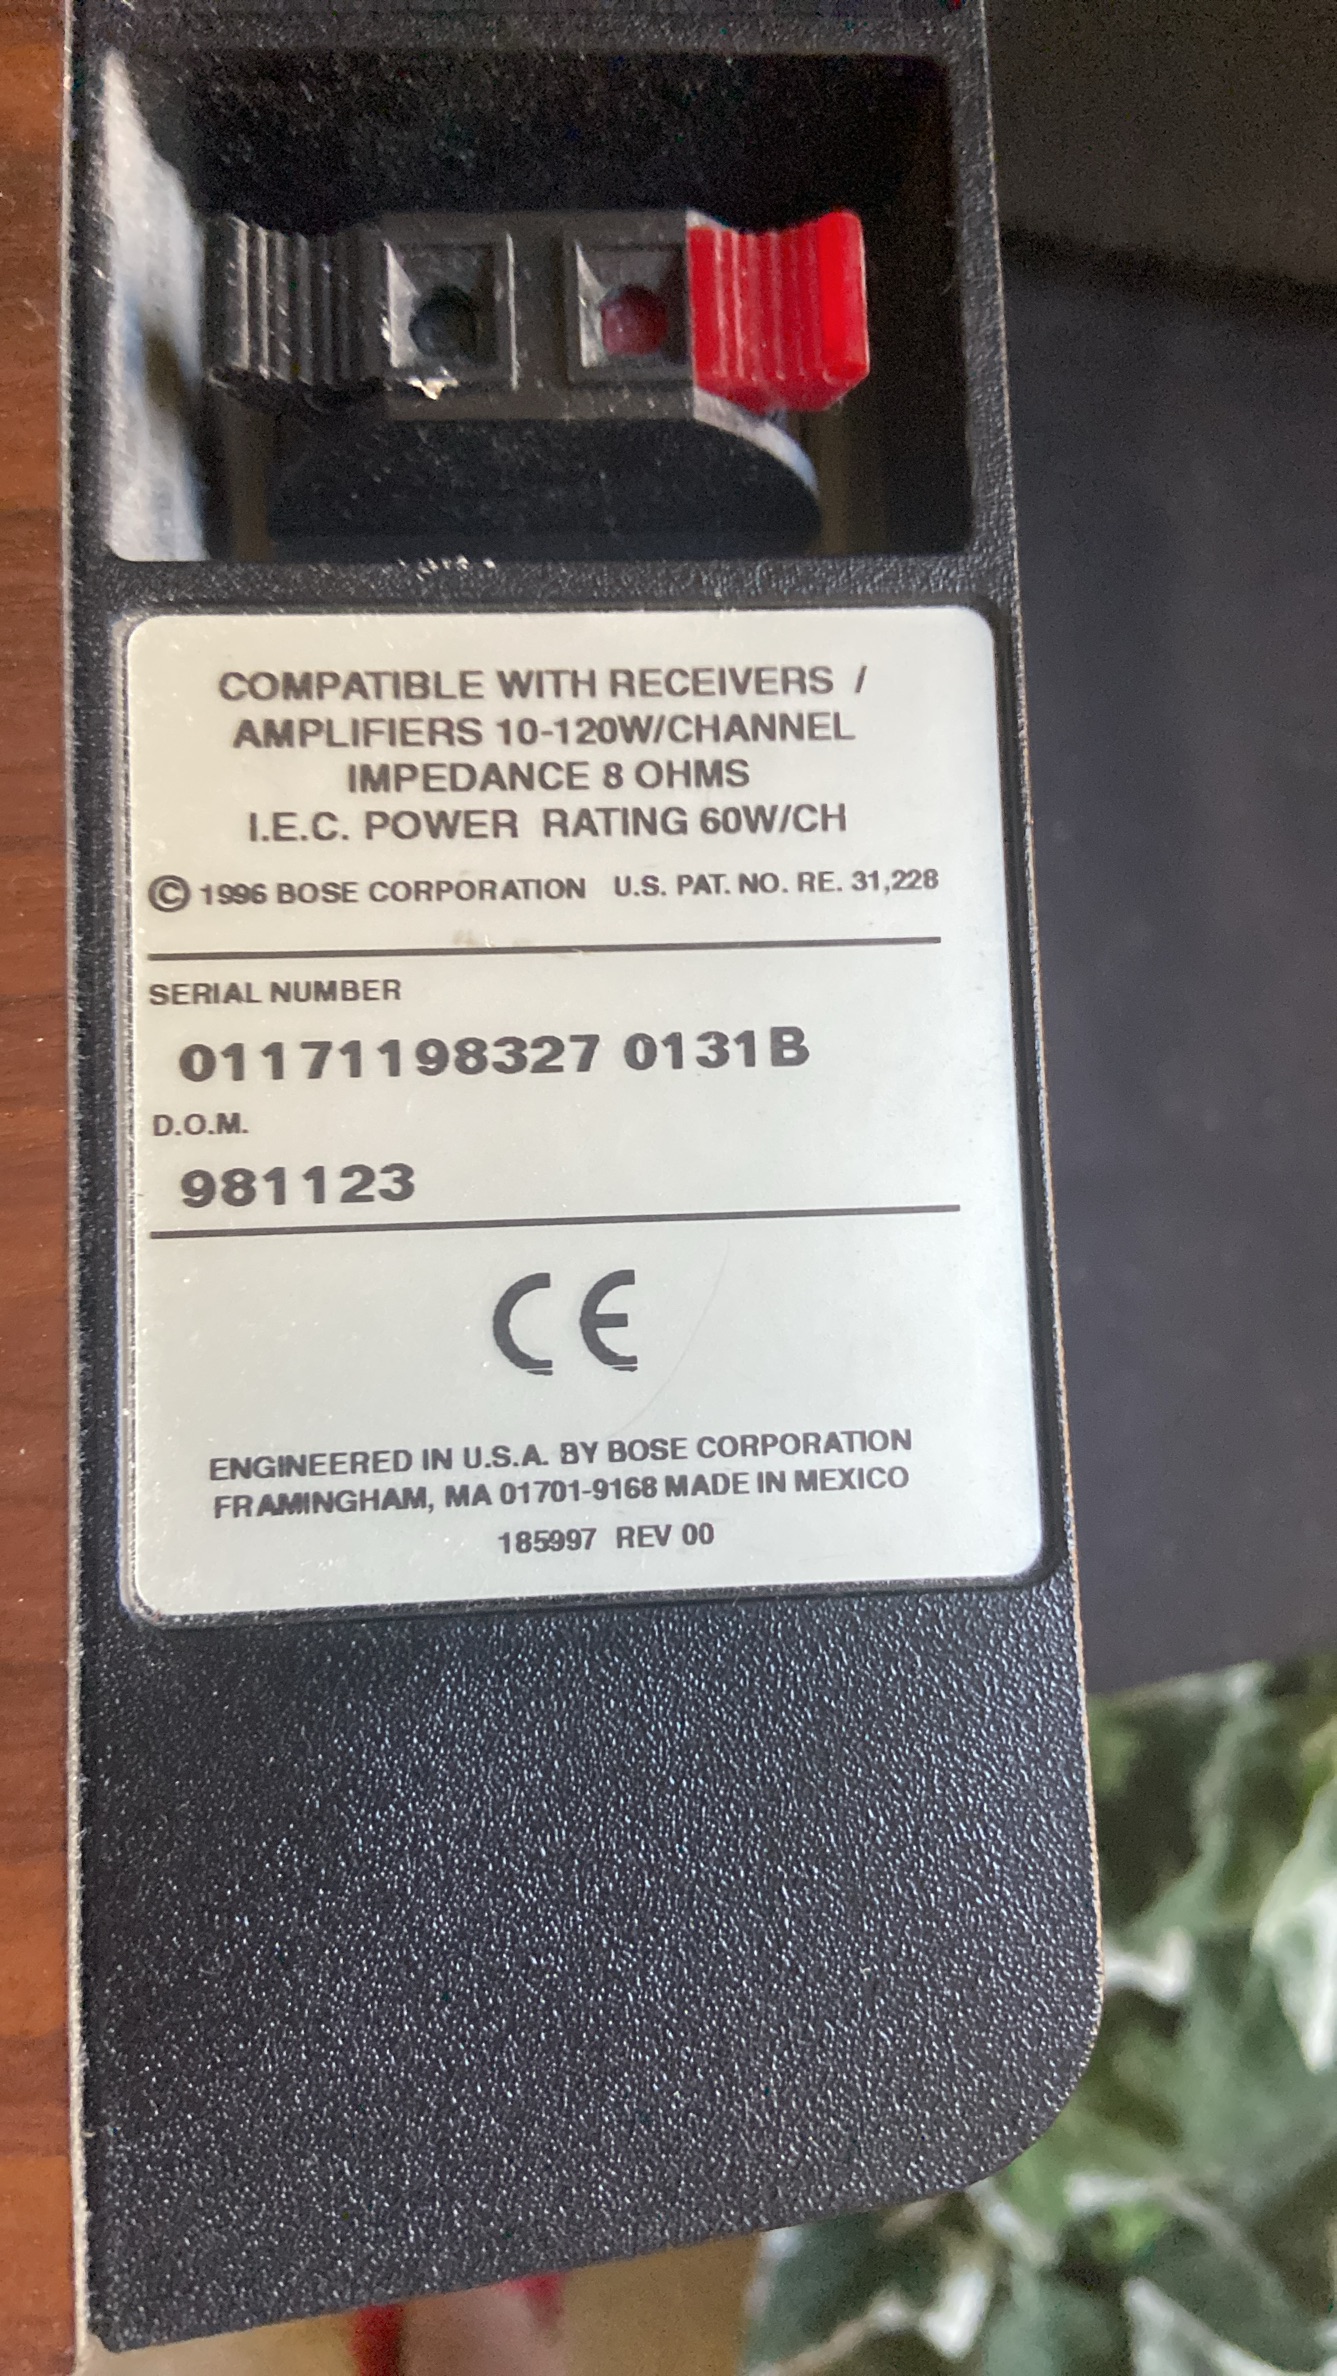 COMPATIBLE WITH RECEIVERS /
AMPLIFIERS 10-120W/CHANNEL
IMPEDANCE 8 OHMS
I.E.C. POWER RATING 60W/CH
© 1996 BOSE CORPORATION U.S. PAT. NO. RE. 31,228
SERIAL NUMBER
01171198327 0131B
D.O.M.
981123
CE
ENGINEERED IN U.S.A. BY BOSE CORPORATION
FRAMINGHAM, MA 01701-9168 MADE IN MEXICO
185997 REV 00